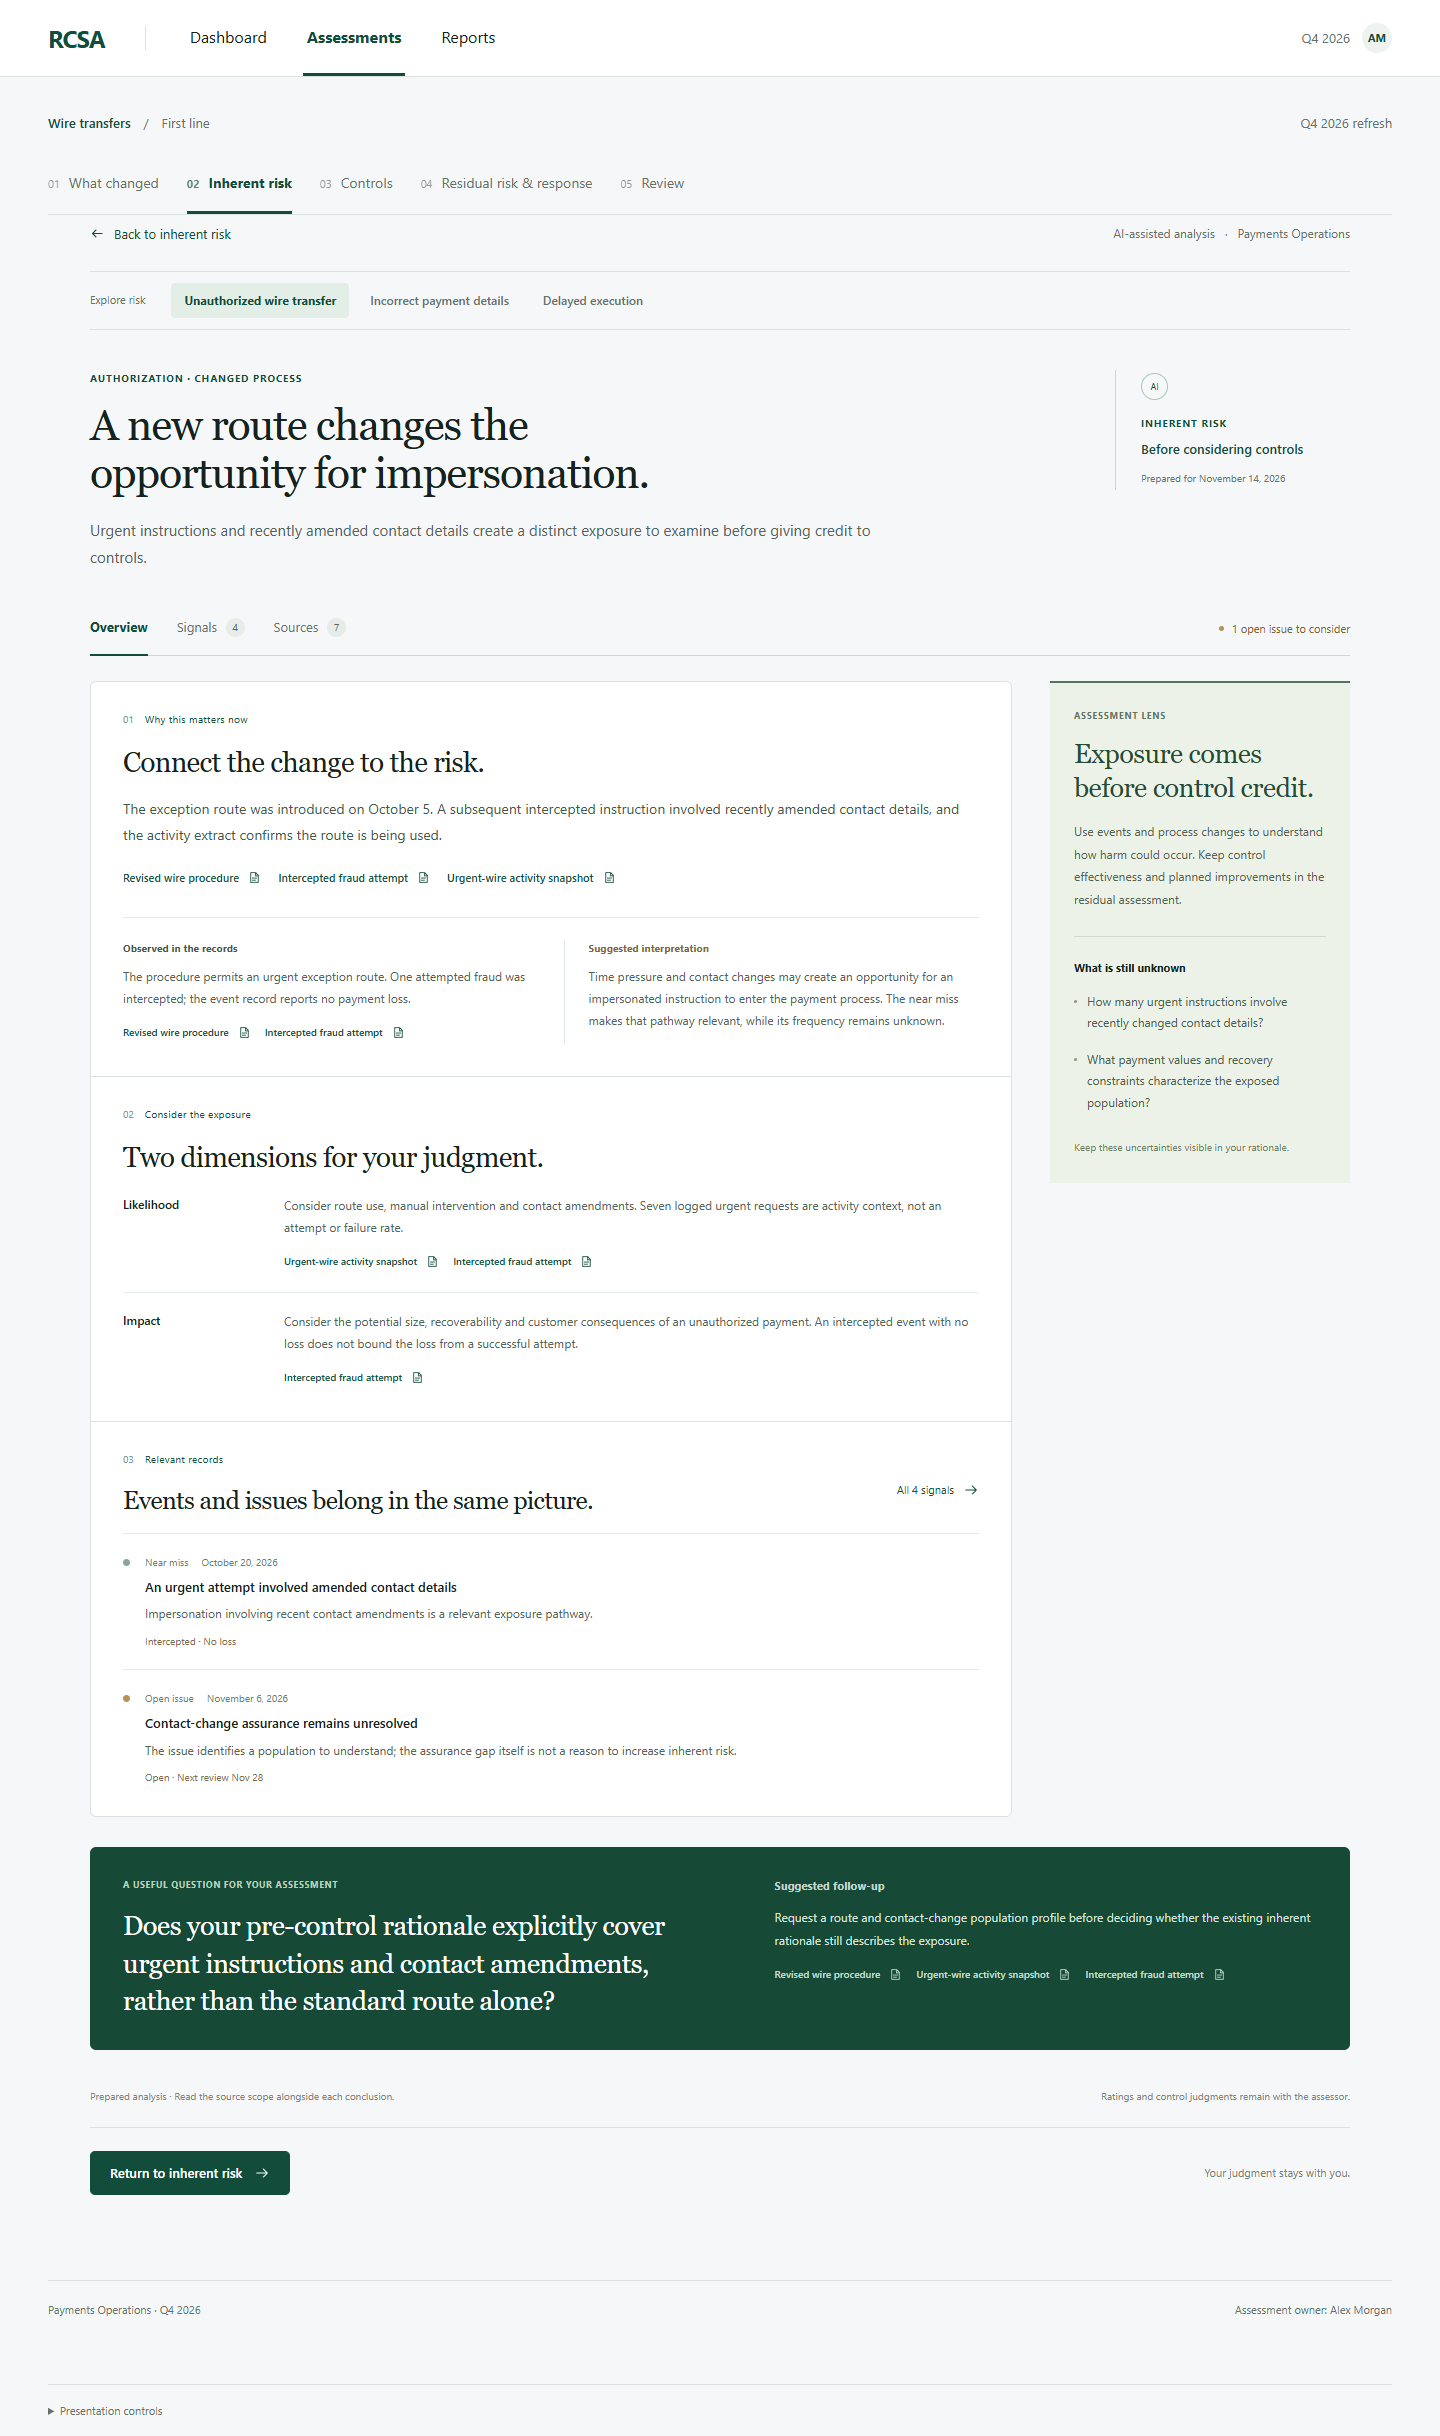 RCSA
Dashboard
Assessments
Reports
Q4 2026
AM
Wire transfers / First line
Q4 2026 refresh
01 What changed
02 Inherent risk
03 Controls
04 Residual risk & response
05 Review
← Back to inherent risk
AI-assisted analysis · Payments Operations
Explore risk
Unauthorized wire transfer
Incorrect payment details
Delayed execution
AUTHORIZATION · CHANGED PROCESS
A new route changes the
opportunity for impersonation.
Urgent instructions and recently amended contact details create a distinct exposure to examine before giving credit to
controls.
AI
INHERENT RISK
Before considering controls
Prepared for November 14, 2026
Overview
Signals 4
Sources 7
1 open issue to consider
01 Why this matters now
Connect the change to the risk.
The exception route was introduced on October 5. A subsequent intercepted instruction involved recently amended contact details, and
the activity extract confirms the route is being used.
Revised wire procedure
Intercepted fraud attempt
Urgent-wire activity snapshot
Observed in the records
The procedure permits an urgent exception route. One attempted fraud was
intercepted; the event record reports no payment loss.
Revised wire procedure
Intercepted fraud attempt
Suggested interpretation
Time pressure and contact changes may create an opportunity for an
impersonated instruction to enter the payment process. The near miss
makes that pathway relevant, while its frequency remains unknown.
02 Consider the exposure
Two dimensions for your judgment.
Likelihood
Consider route use, manual intervention and contact amendments. Seven logged urgent requests are activity context, not an
attempt or failure rate.
Urgent-wire activity snapshot
Intercepted fraud attempt
Impact
Consider the potential size, recoverability and customer consequences of an unauthorized payment. An intercepted event with no
loss does not bound the loss from a successful attempt.
Intercepted fraud attempt
03 Relevant records
Events and issues belong in the same picture.
All 4 signals →
Near miss October 20, 2026
An urgent attempt involved amended contact details
Impersonation involving recent contact amendments is a relevant exposure pathway.
Intercepted · No loss
Open issue November 6, 2026
Contact-change assurance remains unresolved
The issue identifies a population to understand; the assurance gap itself is not a reason to increase inherent risk.
Open · Next review Nov 28
ASSESSMENT LENS
Exposure comes
before control credit.
Use events and process changes to understand
how harm could occur. Keep control
effectiveness and planned improvements in the
residual assessment.
What is still unknown
• How many urgent instructions involve
recently changed contact details?
• What payment values and recovery
constraints characterize the exposed
population?
Keep these uncertainties visible in your rationale.
A USEFUL QUESTION FOR YOUR ASSESSMENT
Does your pre-control rationale explicitly cover
urgent instructions and contact amendments,
rather than the standard route alone?
Suggested follow-up
Request a route and contact-change population profile before deciding whether the existing inherent
rationale still describes the exposure.
Revised wire procedure
Urgent-wire activity snapshot
Intercepted fraud attempt
Prepared analysis · Read the source scope alongside each conclusion.
Ratings and control judgments remain with the assessor.
Return to inherent risk →
Your judgment stays with you.
Payments Operations · Q4 2026
Assessment owner: Alex Morgan
▶ Presentation controls